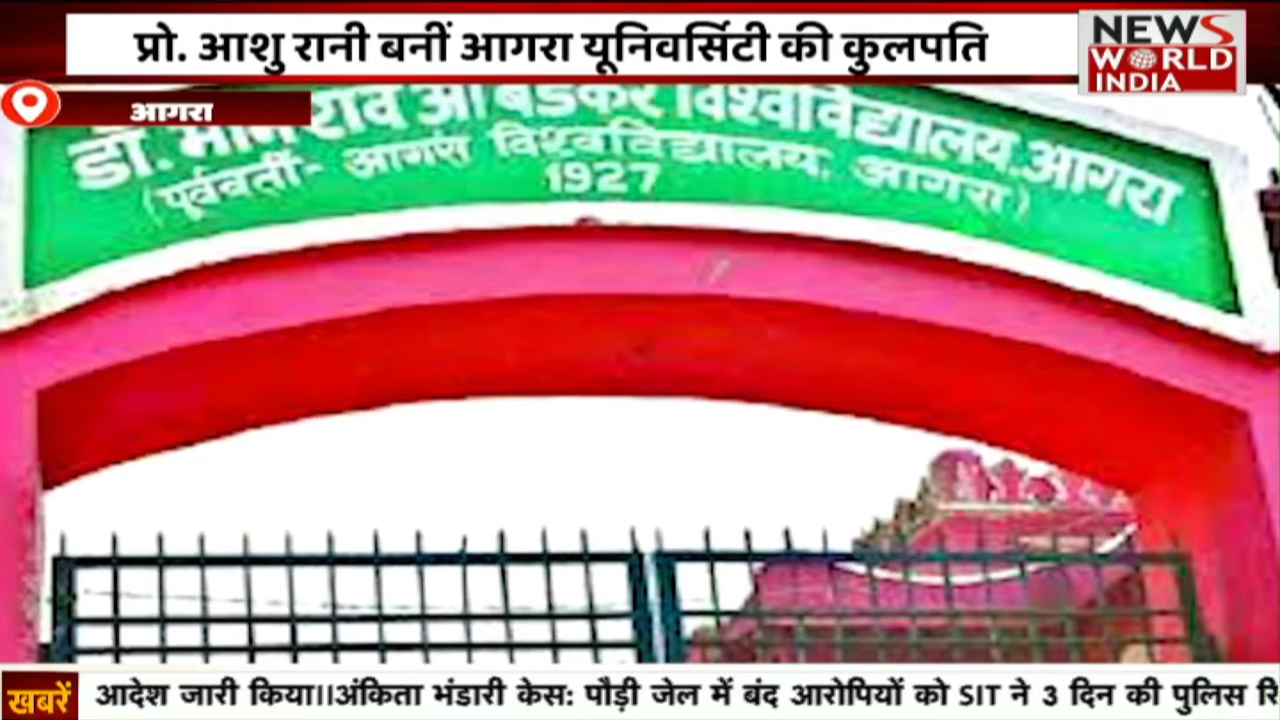 प्रो. आशु रानी बनीं आगरा यूनिवर्सिटी की कुलपति
NEWS
WORLD
INDIA
आगरा
डॉ. भीमराव आंबेडकर विश्वविद्यालय, आगरा
(पूर्ववर्ती- आगरा विश्वविद्यालय, आगरा)
1927
खबरें
आदेश जारी किया।।अंकिता भंडारी केस: पौड़ी जेल में बंद आरोपियों को SIT ने 3 दिन की पुलिस